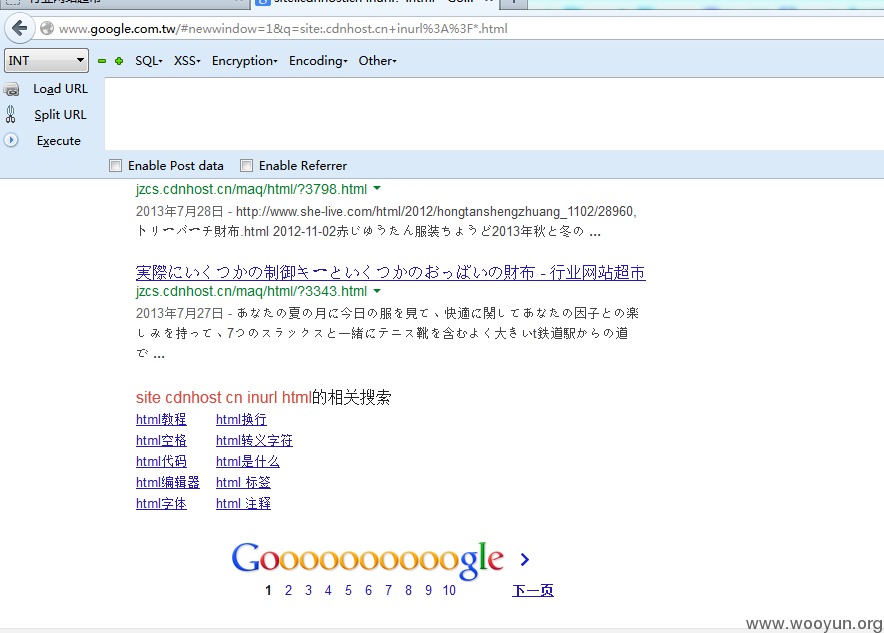 www.google.com.tw/#newwindow=1&q=site:cdnhost.cn+inurl%3A%3F*.html
INT SQL XSS Encryption Encoding Other
Load URL
Split URL
Execute
Enable Post data Enable Referrer
jzcs.cdnhost.cn/maq/html/?3798.html
2013年7月28日 - http://www.she-live.com/html/2012/hongtanshengzhuang_1102/28960,
トリーバーチ財布.html 2012-11-02赤じゅうたん服装ちょうど2013年秋と冬の ...
実際にいくつかの制御キーといくつかのおっぱいの財布 - 行业网站超市
jzcs.cdnhost.cn/maq/html/?3343.html
2013年7月27日 - あなたの夏の月に今日の服を見て、快適に関してあなたの因子との楽
しみを持って、7つのスラックスと一緒にテニス靴を含むよく大きいt鉄道駅からの道
で ...
site cdnhost cn inurl html的相关搜索
html教程 html换行
html空格 html转义字符
html代码 html是什么
html编辑器 html 标签
html字体 html 注释
Goooooooooogle
1 2 3 4 5 6 7 8 9 10 下一页
www.wooyun.org